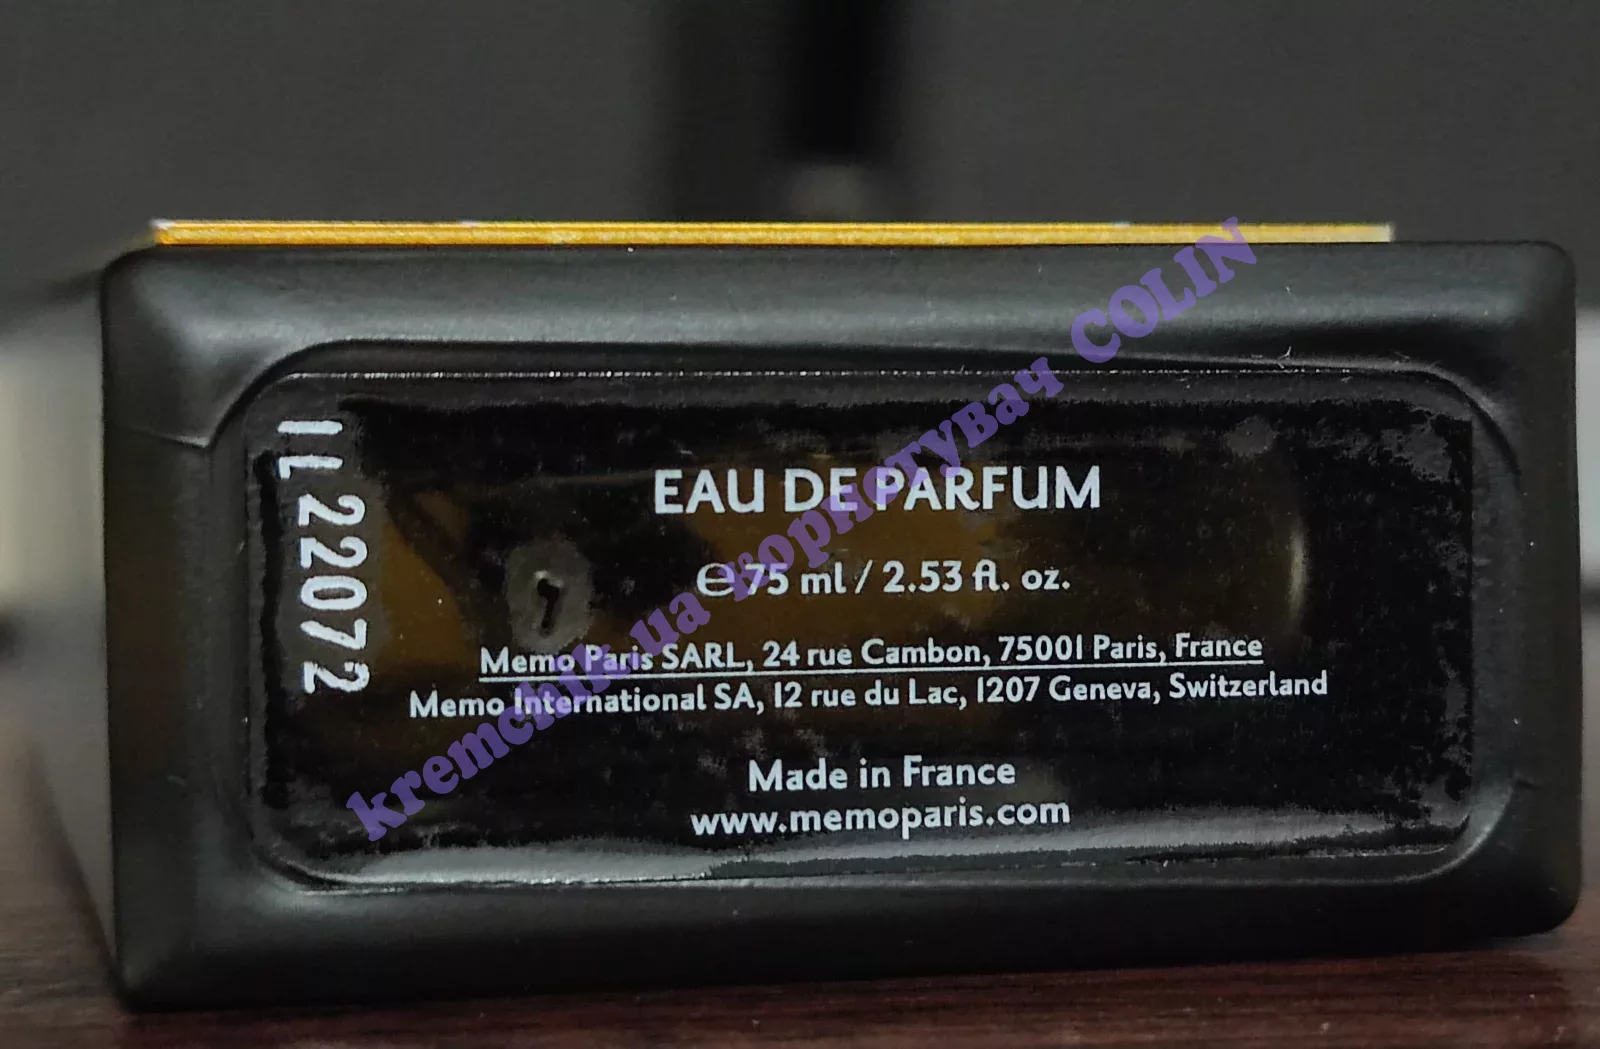 IL22072
EAU DE PARFUM
℮ 75 ml / 2.53 fl. oz.
Memo Paris SARL, 24 rue Cambon, 75001 Paris, France
Memo International SA, 12 rue du Lac, 1207 Geneva, Switzerland
Made in France
www.memoparis.com
kremchik.ua користувач COLIN